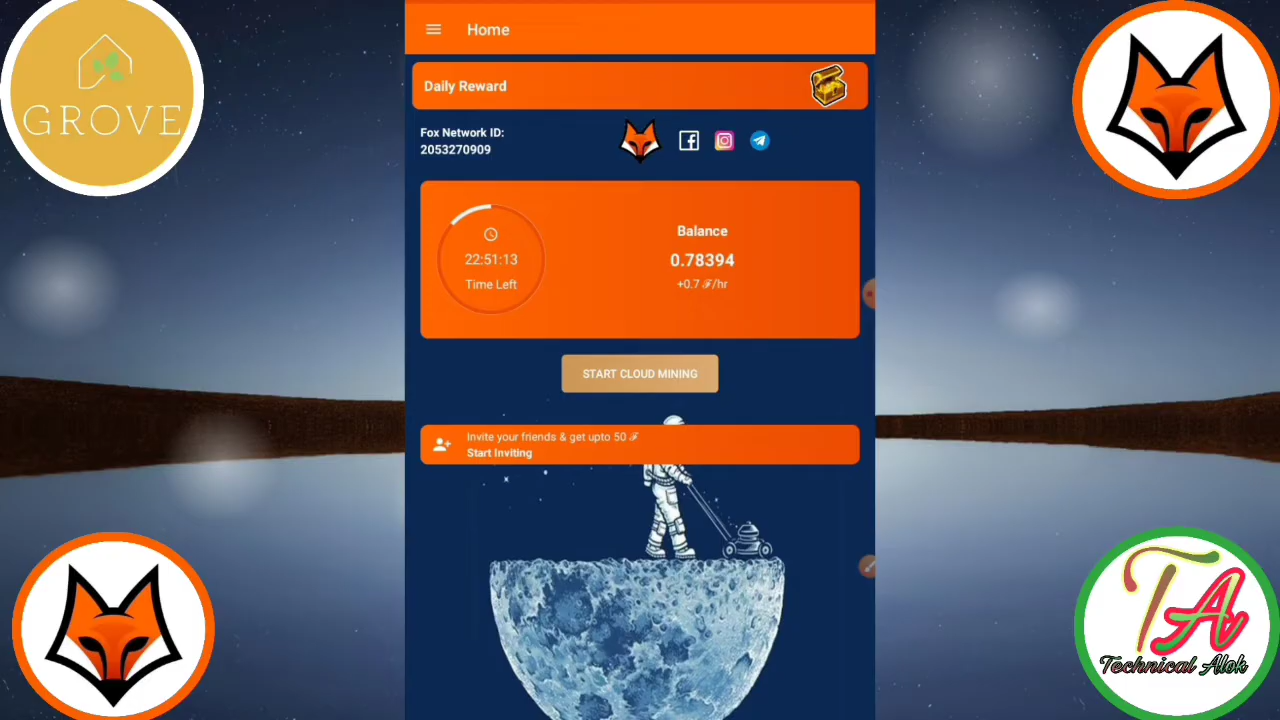 GROVE
Home
Daily Reward
Fox Network ID:
2053270909
22:51:13
Time Left
Balance
0.78394
+0.7 ℱ/hr
START CLOUD MINING
Invite your friends & get upto 50 ℱ
Start Inviting
TA
Technical Alok